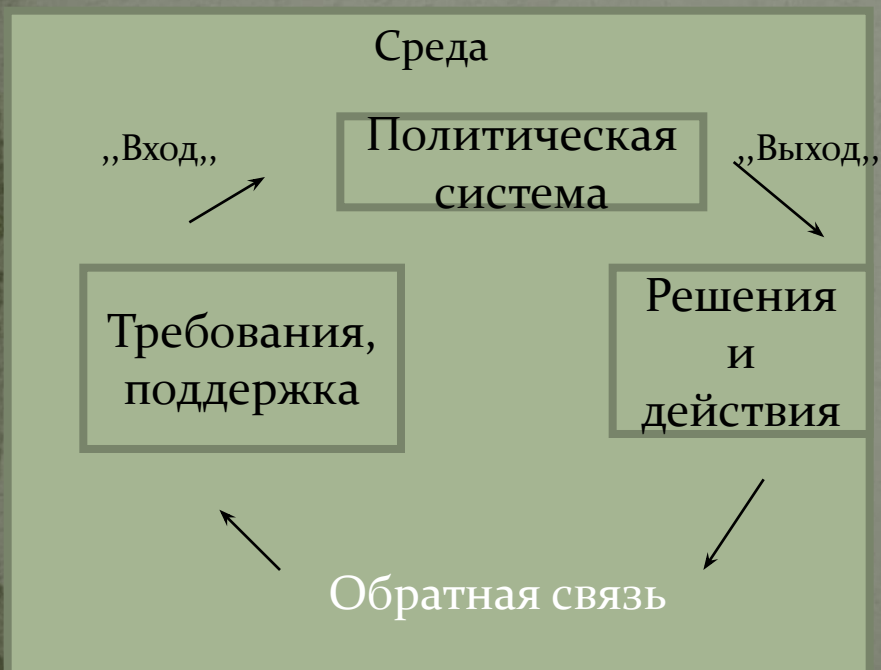 Среда
,,Вход,,
Политическая
система
,,Выход,,
Требования,
поддержка
Решения
и
действия
Обратная связь